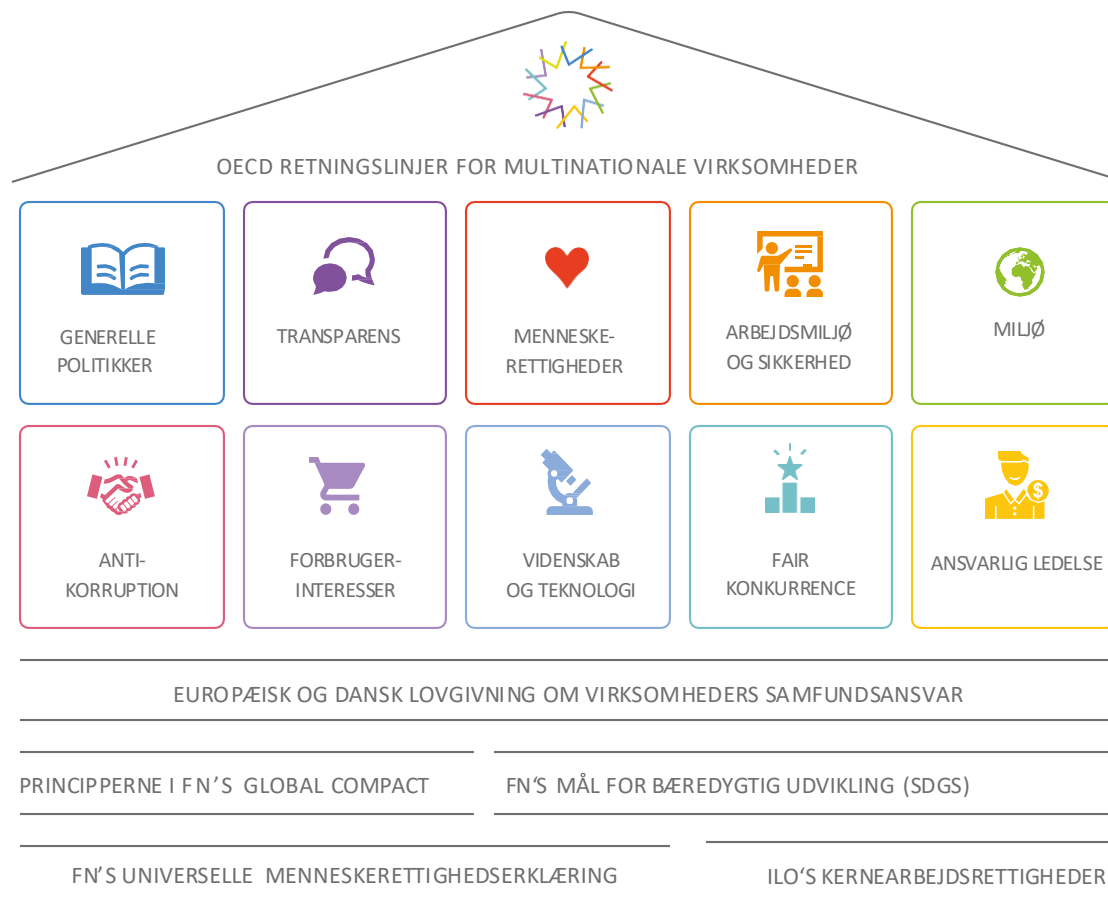 OECD RETNINGSLINJER FOR MULTINATIONALE VIRKSOMHEDER
GENERELLE
POLITIKKER
TRANSPARENS
MENNESKE-
RETTIGHEDER
ARBEJDSMILJØ
OG SIKKERHED
MILJØ
ANTI-
KORRUPTION
FORBRUGER-
INTERESSER
VIDENSKAB
OG TEKNOLOGI
FAIR
KONKURRENCE
$
ANSVARLIG LEDELSE
EUROPÆISK OG DANSK LOVGIVNING OM VIRKSOMHEDERS SAMFUNDSANSVAR
PRINCIPPERNE I FN’S GLOBAL COMPACT
FN‘S MÅL FOR BÆREDYGTIG UDVIKLING (SDGS)
FN’S UNIVERSELLE MENNESKERETTIGHEDSERKLÆRING
ILO‘S KERNEARBEJDSRETTIGHEDER